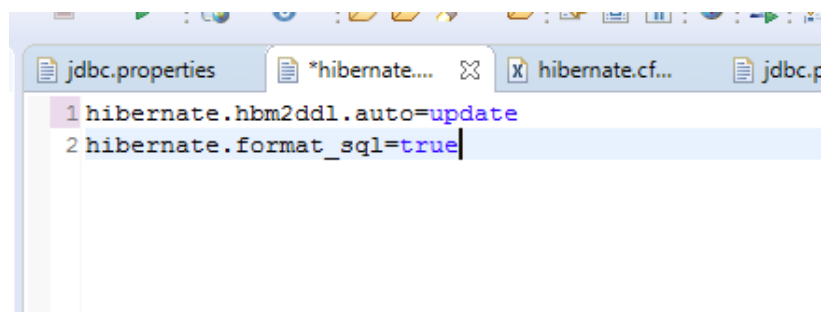 jdbc.properties
*hibernate....
hibernate.cf...
jdbc.p
1 hibernate.hbm2ddl.auto=update
2 hibernate.format_sql=true